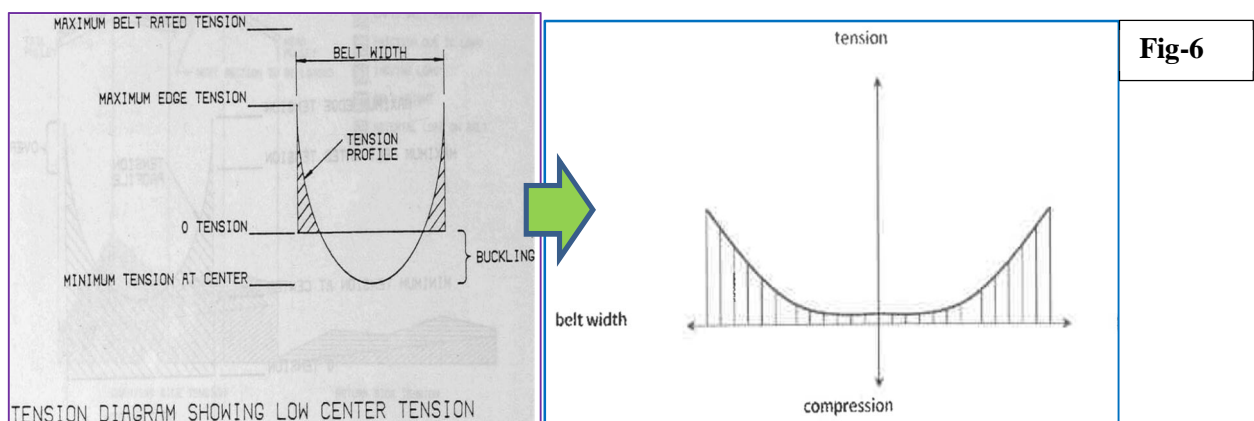 MAXIMUM BELT RATED TENSION
BELT WIDTH
MAXIMUM EDGE TENSION
TENSION
PROFILE
0 TENSION
BUCKLING
MINIMUM TENSION AT CENTER
TENSION DIAGRAM SHOWING LOW CENTER TENSION
tension
belt width
compression
Fig-6